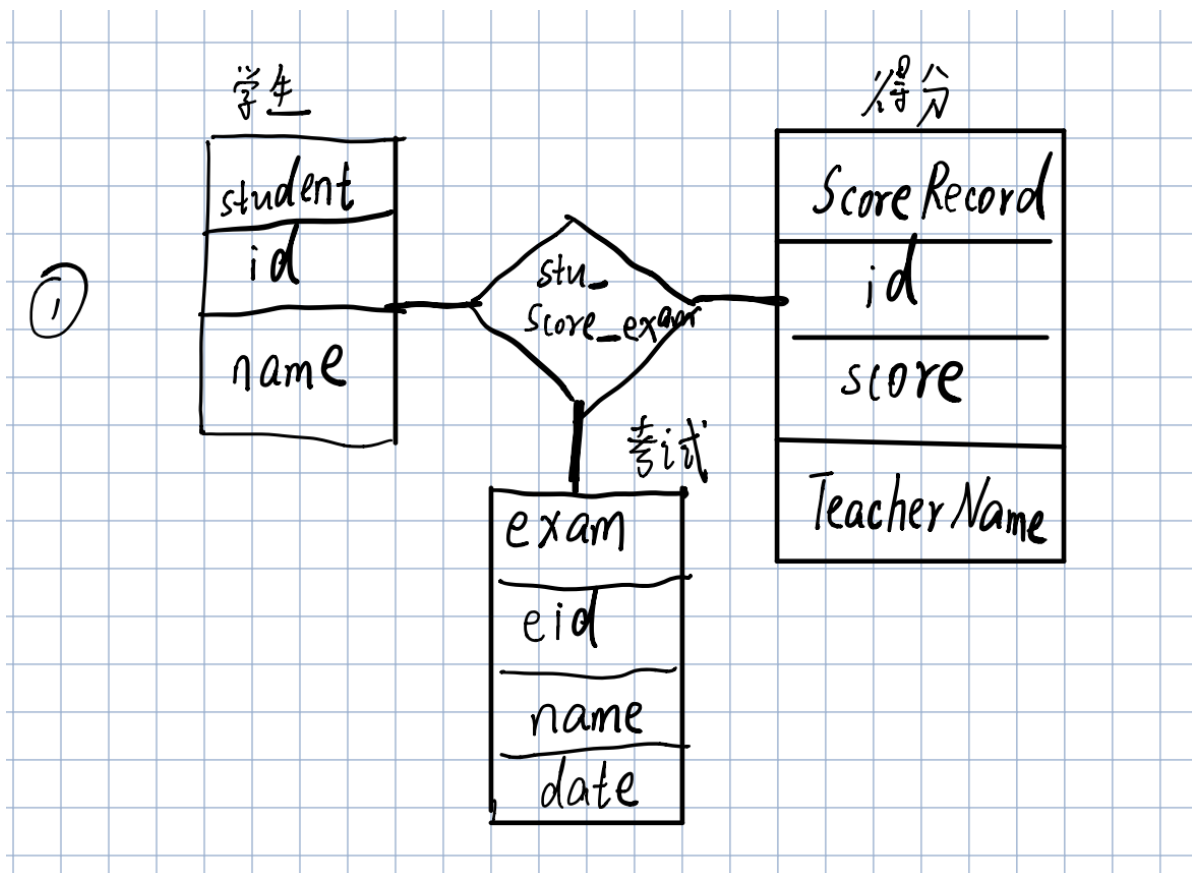 ①
学生
student
id
name
stu_
score_exam
得分
ScoreRecord
id
score
TeacherName
考试
exam
eid
name
date